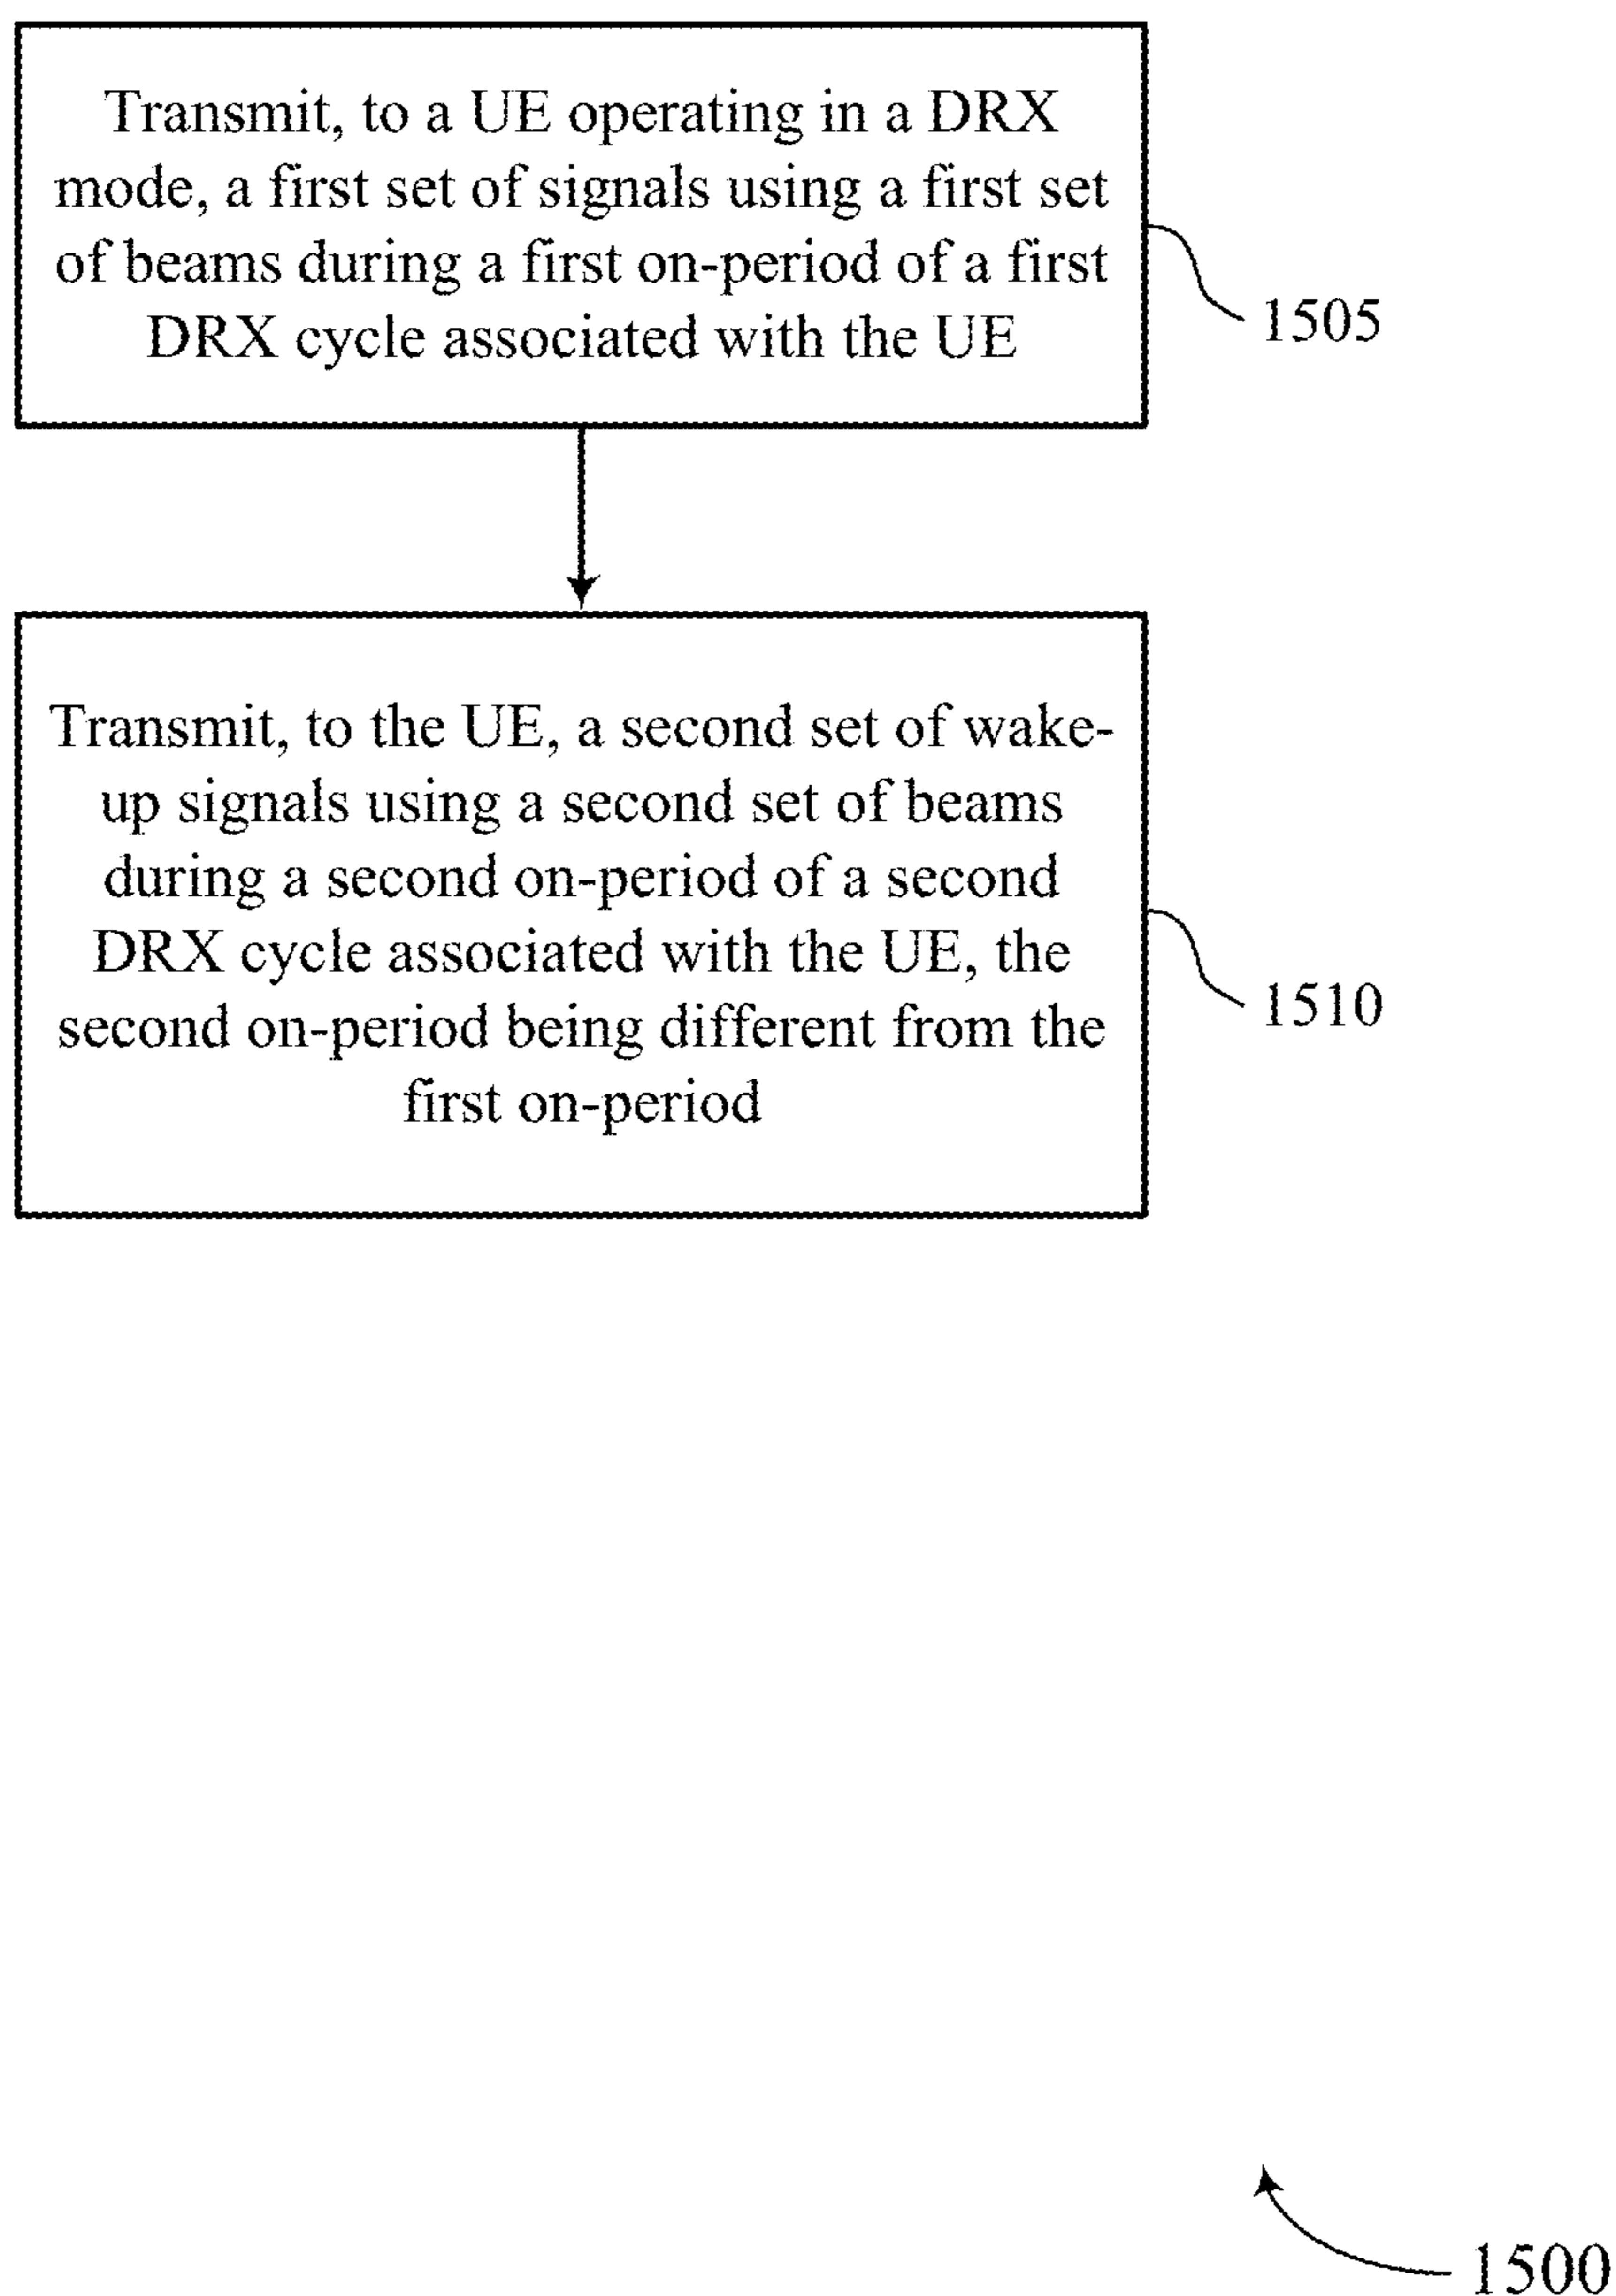 Transmit, to a UE operating in a DRX
mode, a first set of signals using a first set
of beams during a first on-period of a first
DRX cycle associated with the UE
1505
Transmit, to the UE, a second set of wake-
up signals using a second set of beams
during a second on-period of a second
DRX cycle associated with the UE, the
second on-period being different from the
first on-period
1510
1500